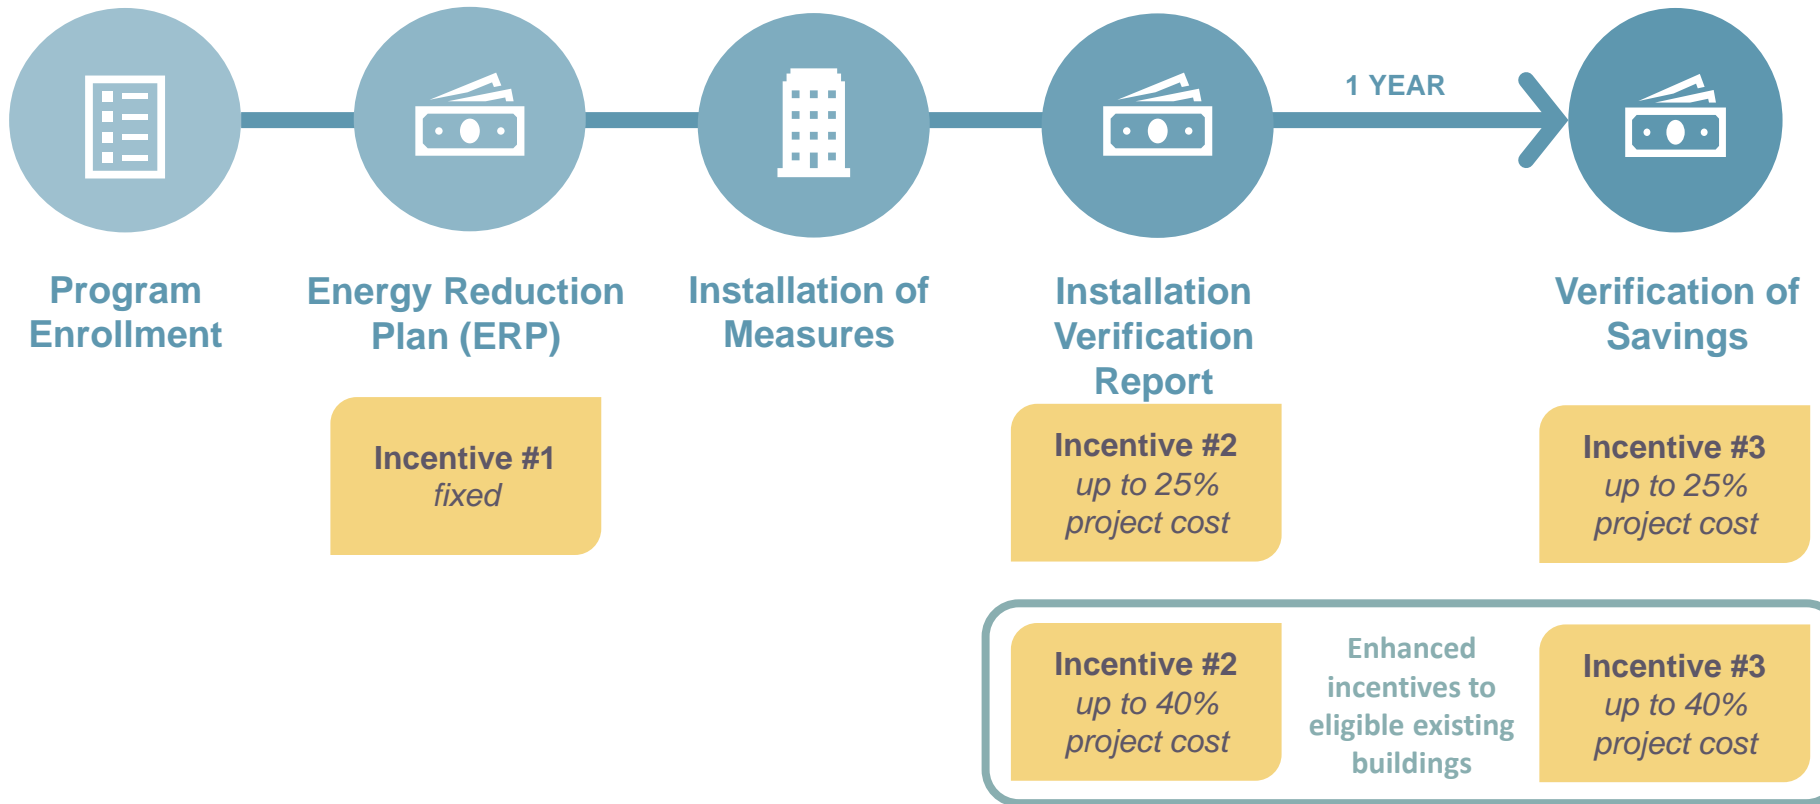 1 YEAR
Program
Enrollment
Energy Reduction
Plan (ERP)
Installation of
Measures
Installation
Verification
Report
Verification of
Savings
Incentive #1
fixed
Incentive #2
up to 25%
project cost
Incentive #3
up to 25%
project cost
Incentive #2
up to 40%
project cost
Enhanced
incentives to
eligible existing
buildings
Incentive #3
up to 40%
project cost